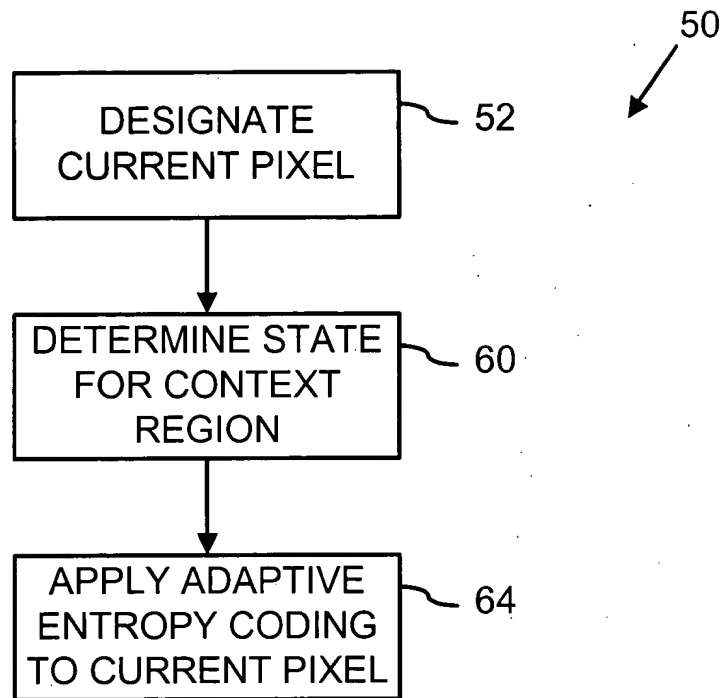 50
DESIGNATE
CURRENT PIXEL
52
DETERMINE STATE
FOR CONTEXT
REGION
60
APPLY ADAPTIVE
ENTROPY CODING
TO CURRENT PIXEL
64